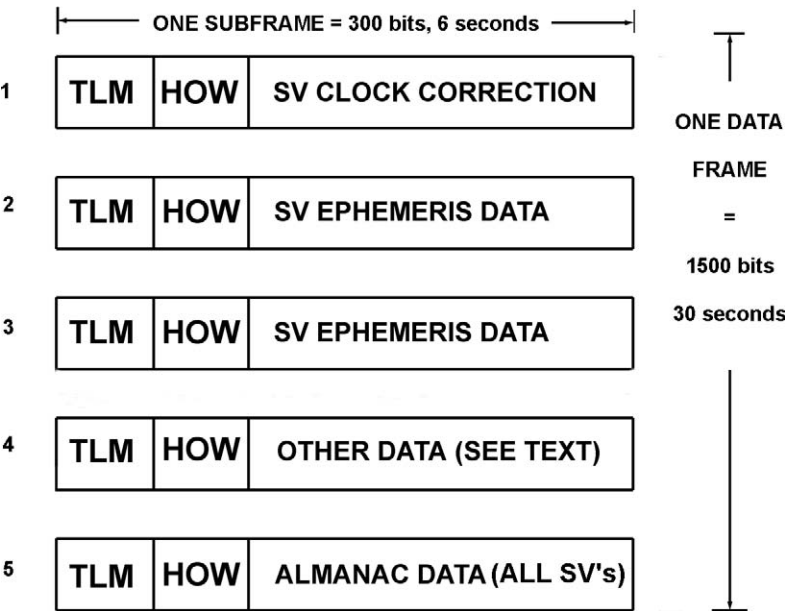 ONE SUBFRAME = 300 bits, 6 seconds
1 TLM HOW SV CLOCK CORRECTION
2 TLM HOW SV EPHEMERIS DATA
3 TLM HOW SV EPHEMERIS DATA
4 TLM HOW OTHER DATA (SEE TEXT)
5 TLM HOW ALMANAC DATA (ALL SV's)
ONE DATA
FRAME
=
1500 bits
30 seconds